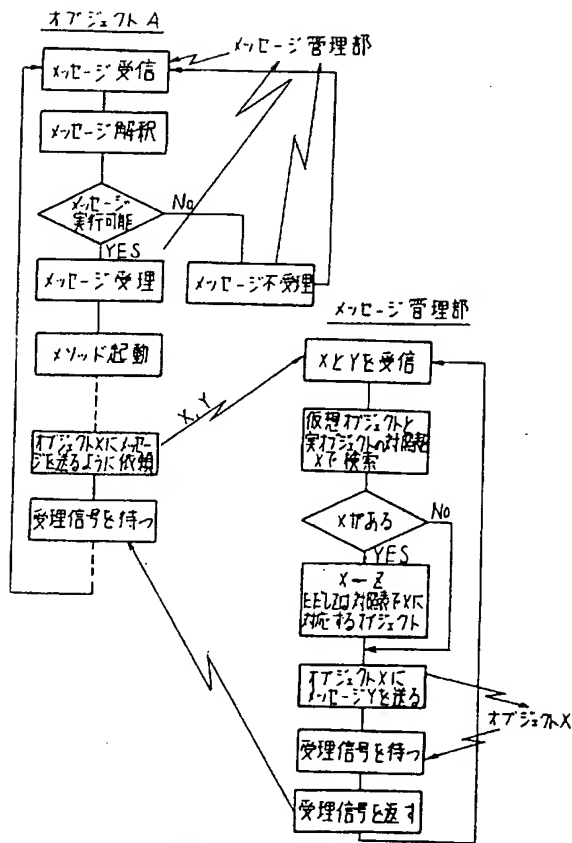 オブジェクトA
メッセージ管理部
メッセージ受信
メッセージ解釈
メッセージ
実行可能
No
YES
メッセージ受理
メッセージ不受理
メソッド起動
X,Y
オブジェクトXにメッセー
ジを送るように依頼
受理信号を待つ
メッセージ管理部
XとYを受信
仮想オブジェクトと
実オブジェクトの対照表
Xで検索
Xがある
No
YES
X←Z
但しZは対照表でXに
対応するオブジェクト
オブジェクトXに
メッセージYを送る
オブジェクトX
受理信号を待つ
受理信号を返す